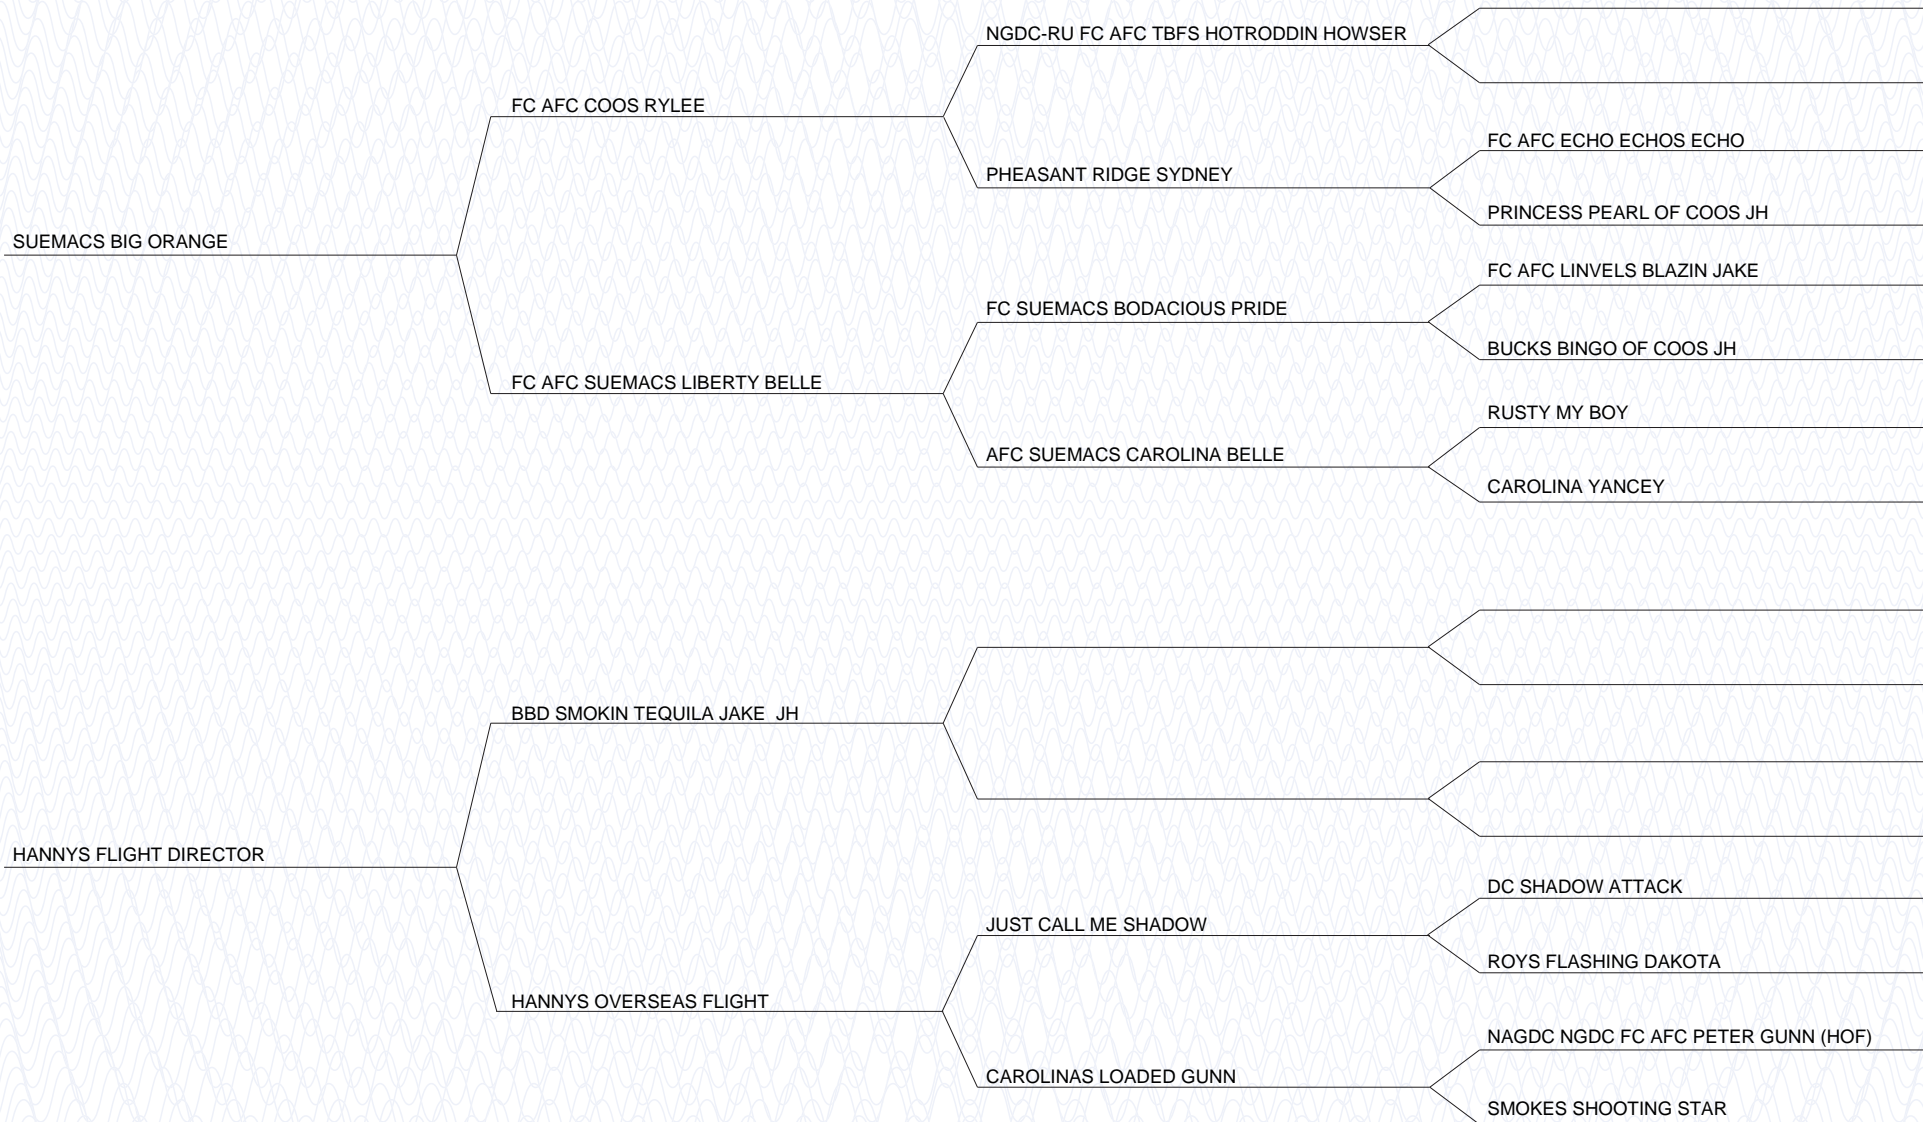 NGDC-RU FC AFC TBFS HOTRODDIN HOWSER
FC AFC COOS RYLEE
FC AFC ECHO ECHOS ECHO
PHEASANT RIDGE SYDNEY
PRINCESS PEARL OF COOS JH
SUEMACS BIG ORANGE
FC AFC LINVELS BLAZIN JAKE
FC SUEMACS BODACIOUS PRIDE
BUCKS BINGO OF COOS JH
FC AFC SUEMACS LIBERTY BELLE
RUSTY MY BOY
AFC SUEMACS CAROLINA BELLE
CAROLINA YANCEY
BBD SMOKIN TEQUILA JAKE  JH
HANNYS FLIGHT DIRECTOR
DC SHADOW ATTACK
JUST CALL ME SHADOW
ROYS FLASHING DAKOTA
HANNYS OVERSEAS FLIGHT
NAGDC NGDC FC AFC PETER GUNN (HOF)
CAROLINAS LOADED GUNN
SMOKES SHOOTING STAR